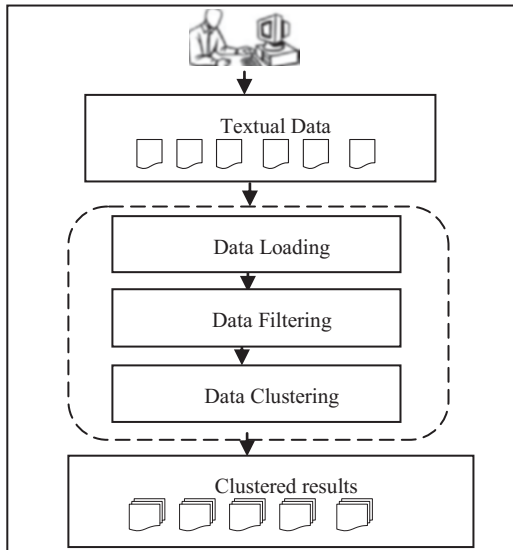 Textual Data
Data Loading
Data Filtering
Data Clustering
Clustered results